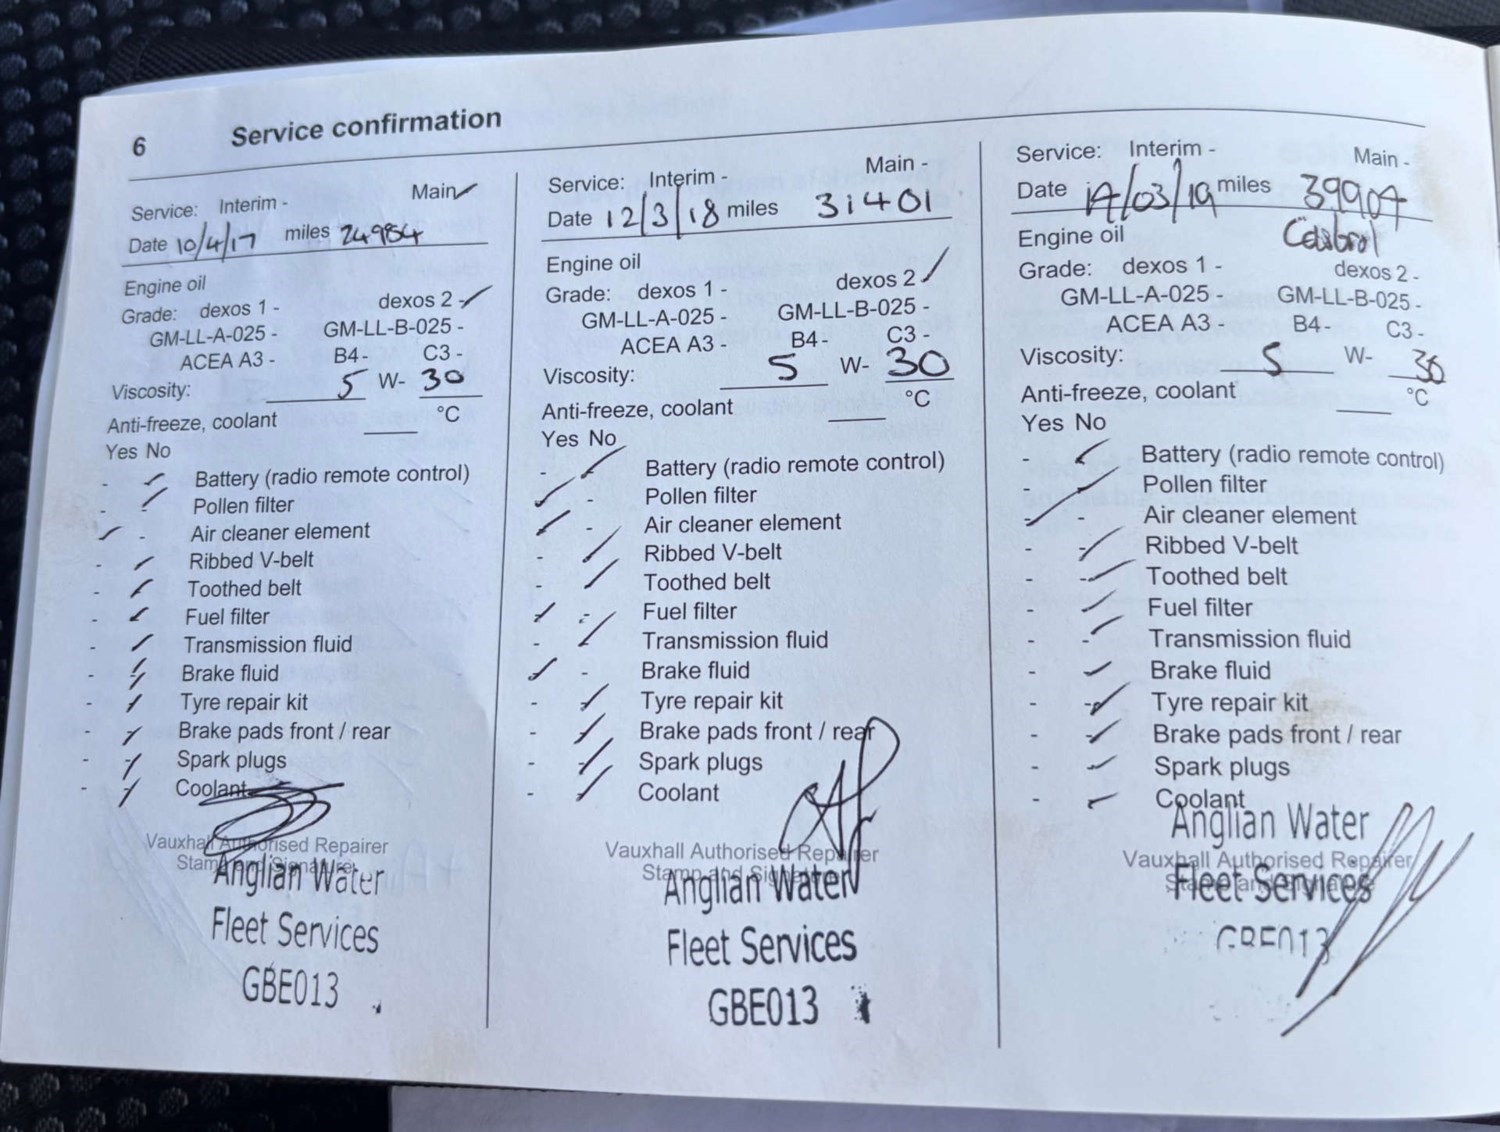 6 Service confirmation
Service: Interim - Main ✓
Date 10/4/17 miles 24984
Engine oil
Grade: dexos 1 - dexos 2 - ✓
GM-LL-A-025 - GM-LL-B-025 -
ACEA A3 - B4- C3 -
Viscosity: 5 W- 30
Anti-freeze, coolant °C
Yes No
- ✓ Battery (radio remote control)
- ✓ Pollen filter
✓ - Air cleaner element
- ✓ Ribbed V-belt
- ✓ Toothed belt
- ✓ Fuel filter
- ✓ Transmission fluid
- ✓ Brake fluid
- ✓ Tyre repair kit
- ✓ Brake pads front / rear
- ✓ Spark plugs
- ✓ Coolant
Vauxhall Authorised Repairer
Stamp and Signature
Anglian Water
Fleet Services
GBE013
Service: Interim - Main -
Date 12/3/18 miles 31401
Engine oil
Grade: dexos 1 - dexos 2 ✓
GM-LL-A-025 - GM-LL-B-025 -
ACEA A3 - B4- C3 -
Viscosity: 5 W- 30
Anti-freeze, coolant °C
Yes No
- ✓ Battery (radio remote control)
✓ - Pollen filter
✓ - Air cleaner element
- ✓ Ribbed V-belt
- ✓ Toothed belt
✓ - Fuel filter
- ✓ Transmission fluid
✓ - Brake fluid
- ✓ Tyre repair kit
- ✓ Brake pads front / rear
- ✓ Spark plugs
- ✓ Coolant
Vauxhall Authorised Repairer
Stamp and Signature
Anglian Water
Fleet Services
GBE013
Service: Interim - Main -
Date /03/19 miles 39907
Engine oil
Grade: dexos 1 - dexos 2 -
GM-LL-A-025 - GM-LL-B-025 -
ACEA A3 - B4- C3 -
Viscosity: 5 W- 30
Anti-freeze, coolant °C
Yes No
- ✓ Battery (radio remote control)
- ✓ Pollen filter
✓ - Air cleaner element
- ✓ Ribbed V-belt
- ✓ Toothed belt
- ✓ Fuel filter
- ✓ Transmission fluid
- ✓ Brake fluid
- ✓ Tyre repair kit
- ✓ Brake pads front / rear
- ✓ Spark plugs
- ✓ Coolant
Anglian Water
Vauxhall Authorised Repairer
Stamp and Signature
Fleet Services
GBE013